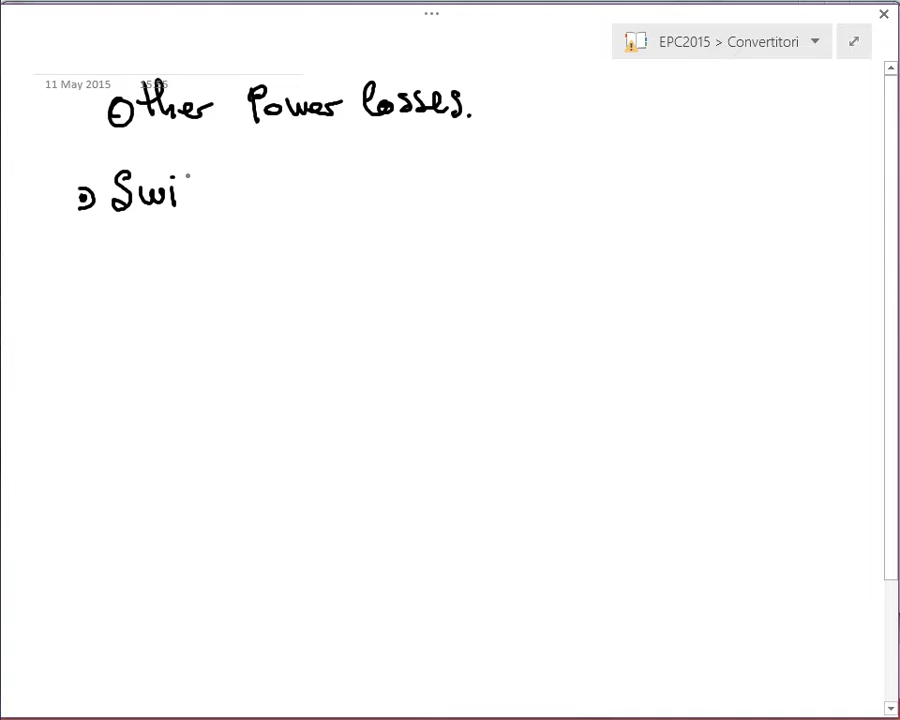 ...
EPC2015 > Convertitori
11 May 2015
Other Power losses.
Swi